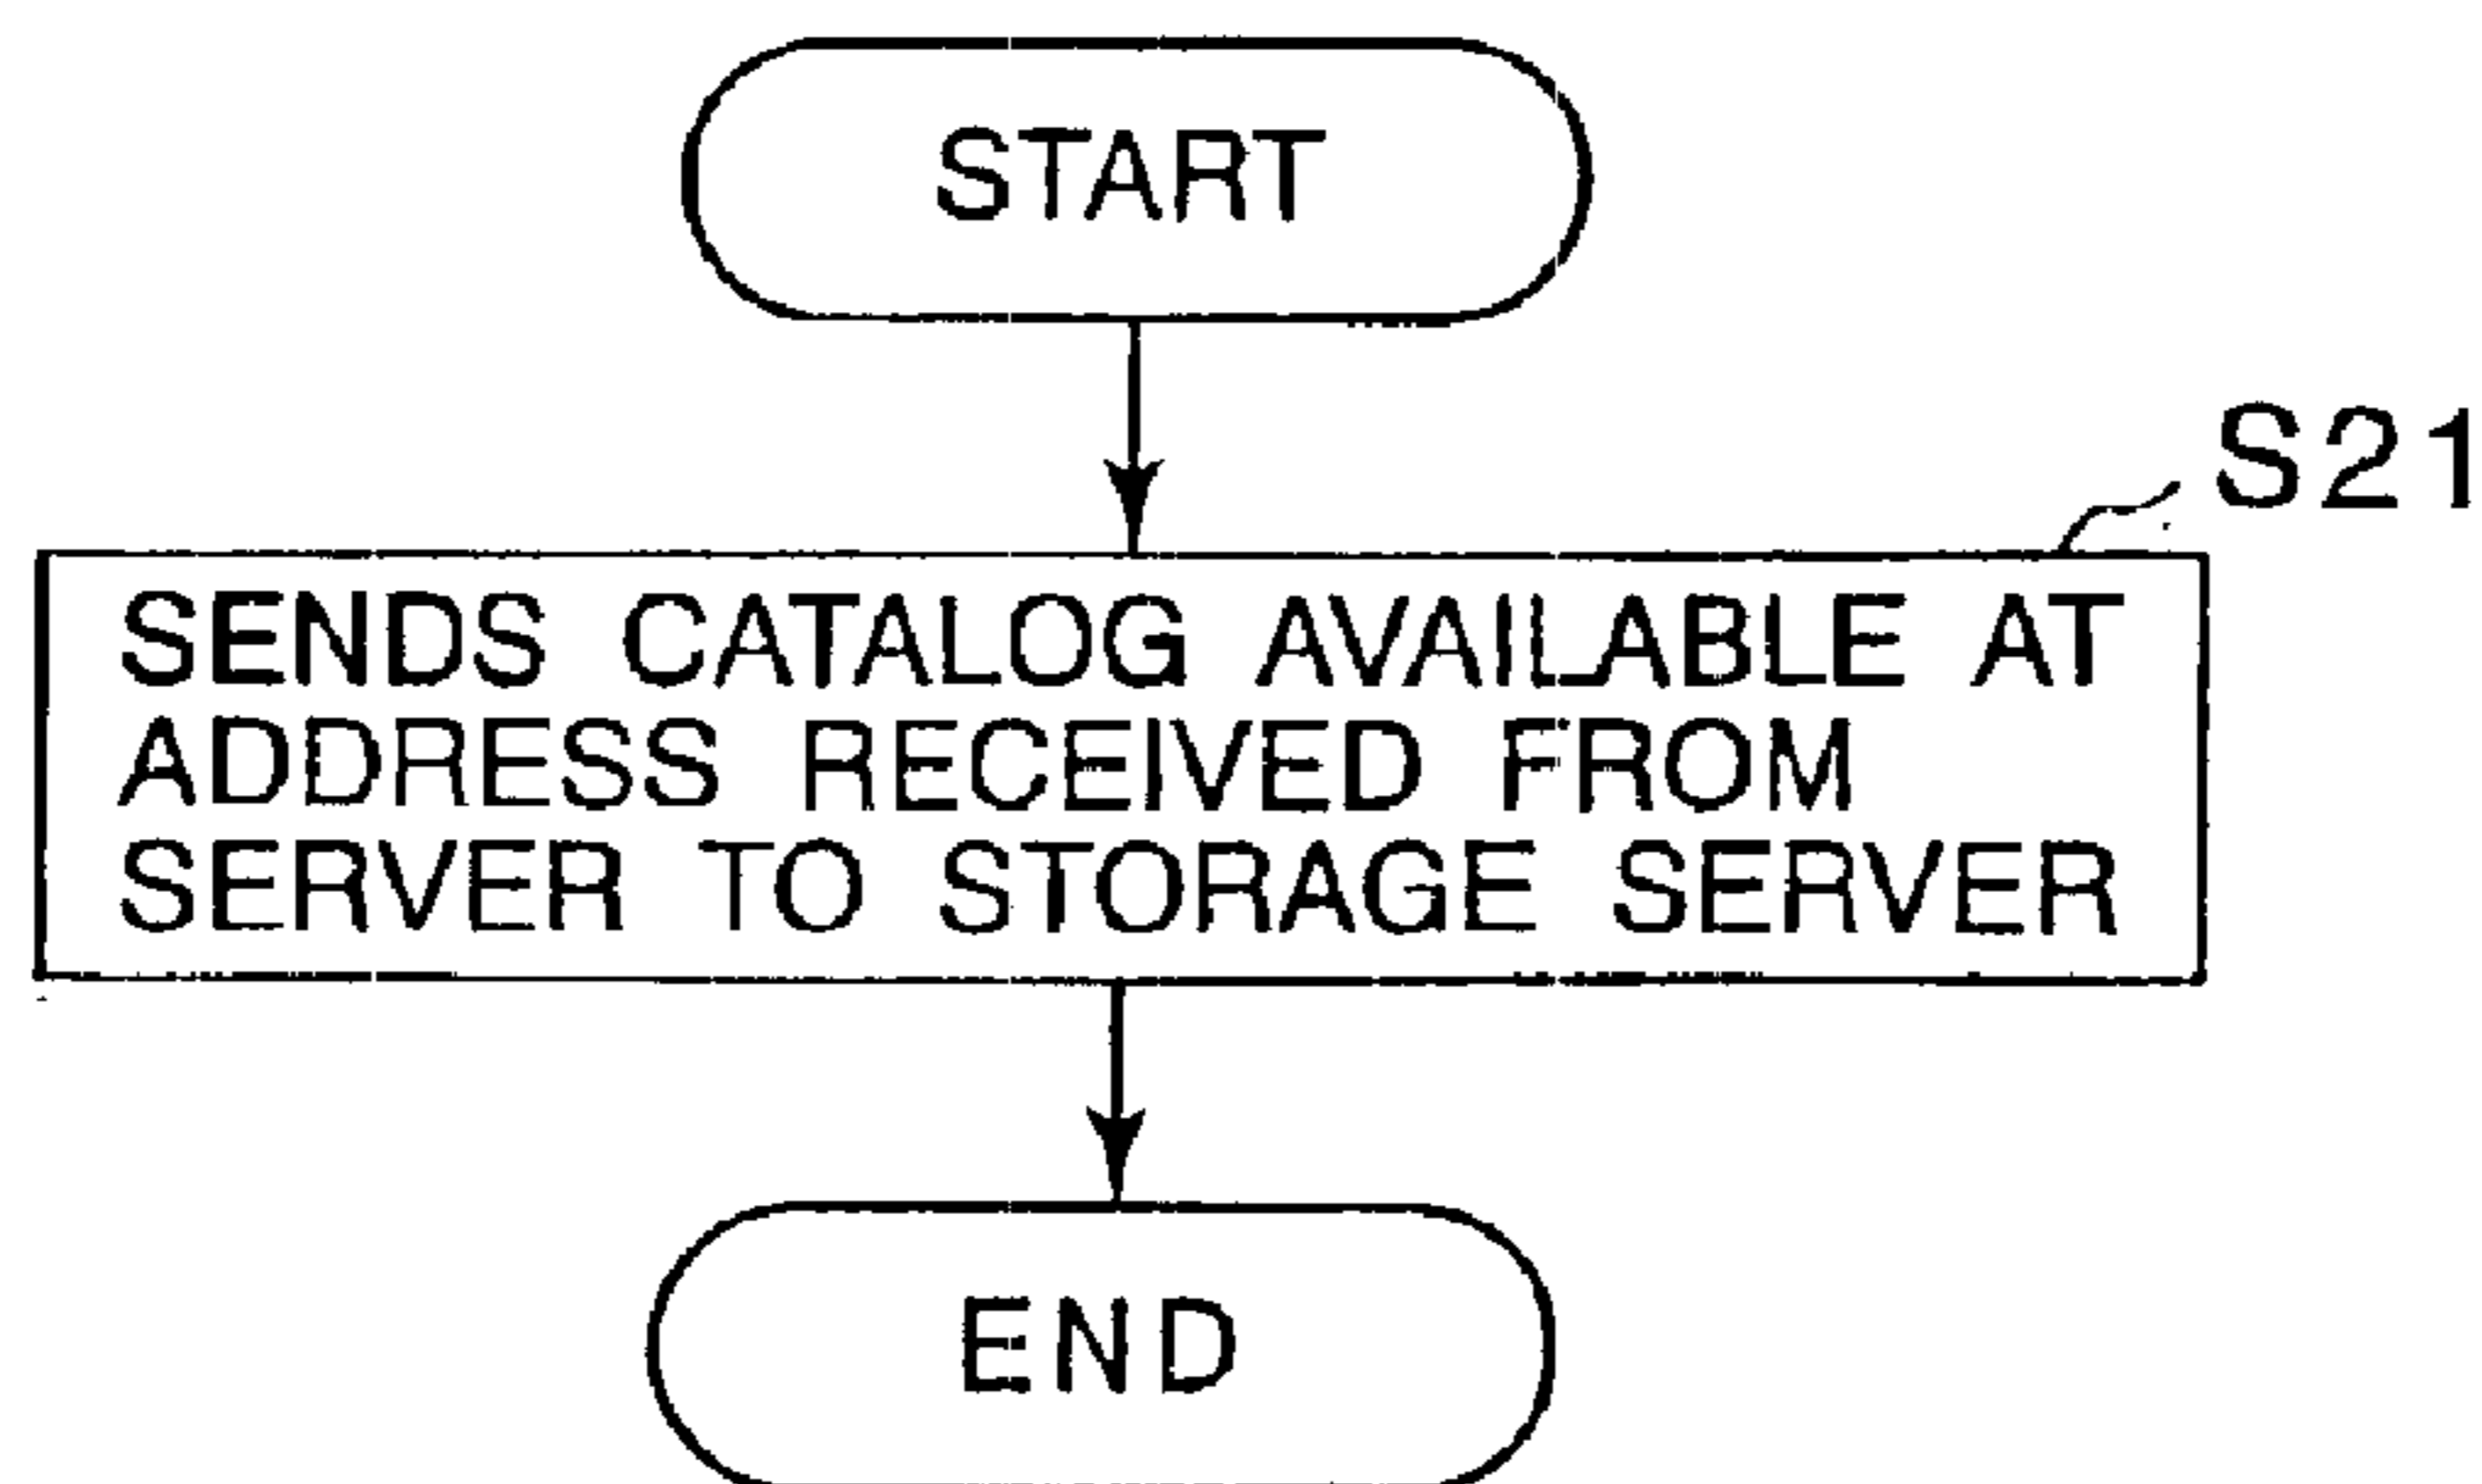 START
S21
SENDS CATALOG AVAILABLE AT
ADDRESS RECEIVED FROM
SERVER TO STORAGE SERVER
END